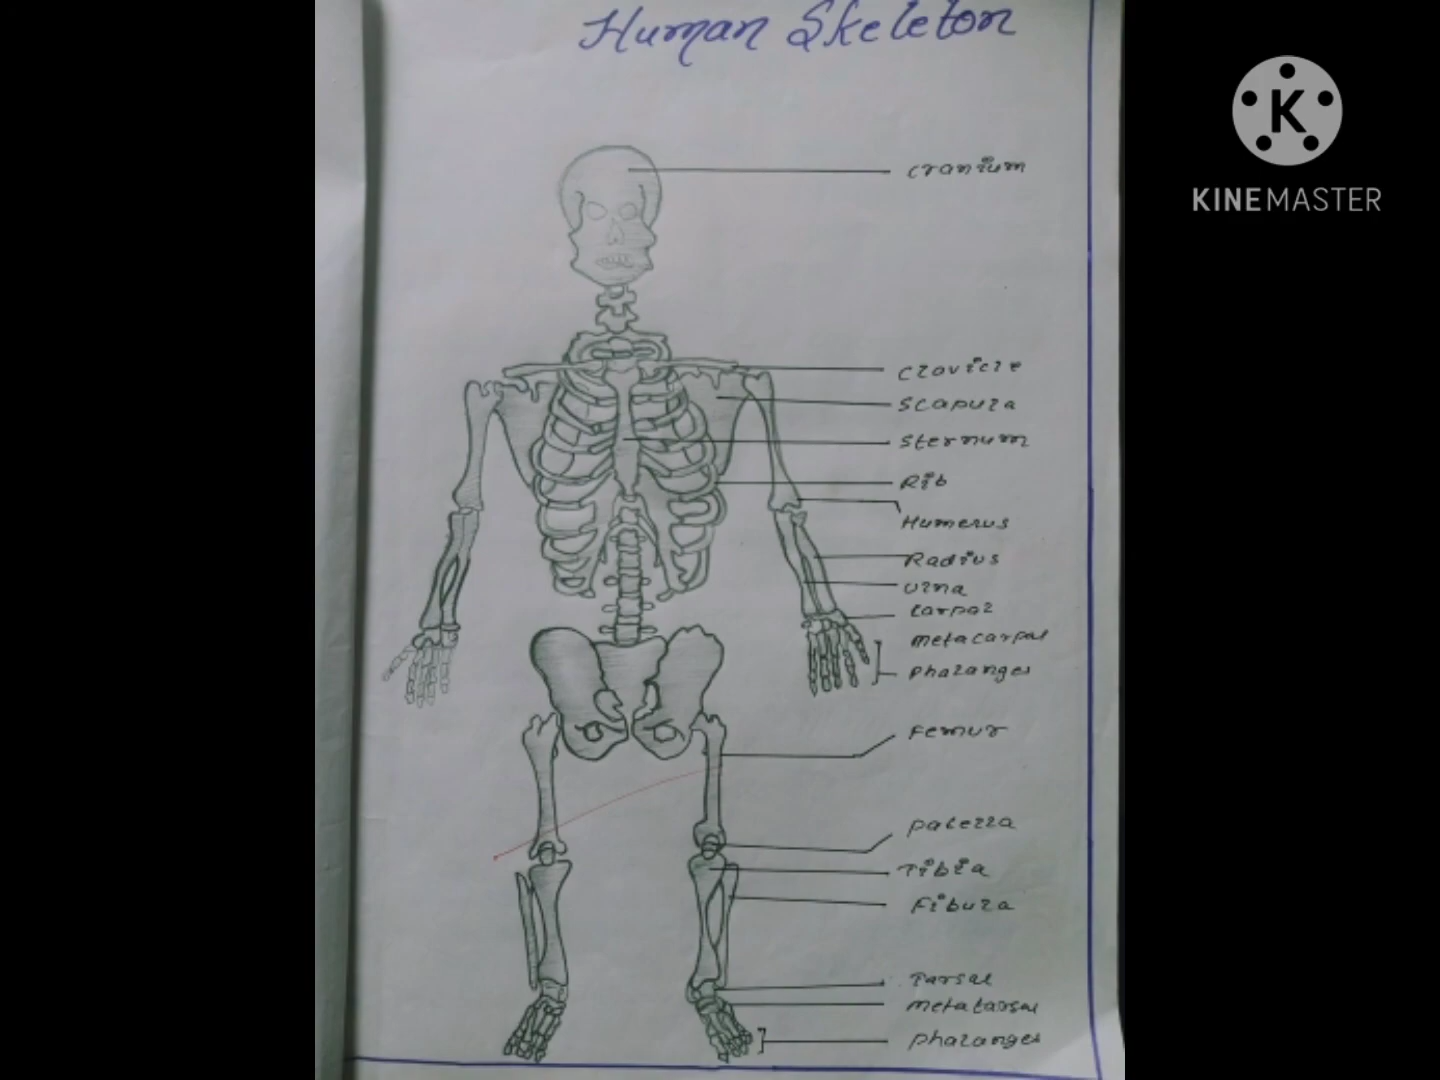 Human Skeleton
KINEMASTER
cranium
clavicle
scapula
sternum
Rib
Humerus
Radius
ulna
carpal
metacarpal
phalanges
Femur
patella
Tibia
Fibula
Tarsal
metatarsal
phalanges